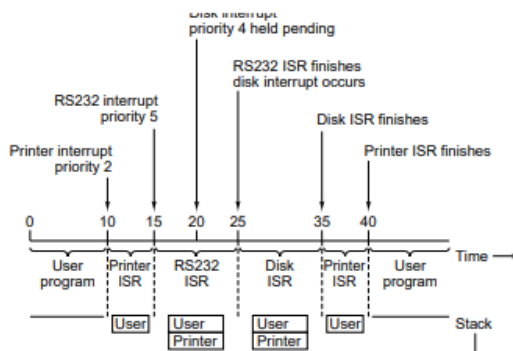 Disk interrupt
priority 4 held pending
RS232 ISR finishes
disk interrupt occurs
RS232 interrupt
priority 5
Disk ISR finishes
Printer interrupt
priority 2
Printer ISR finishes
0 10 15 20 25 35 40
Time
User
program
Printer
ISR
RS232
ISR
Disk
ISR
Printer
ISR
User
program
User
User
Printer
User
Printer
User
Stack